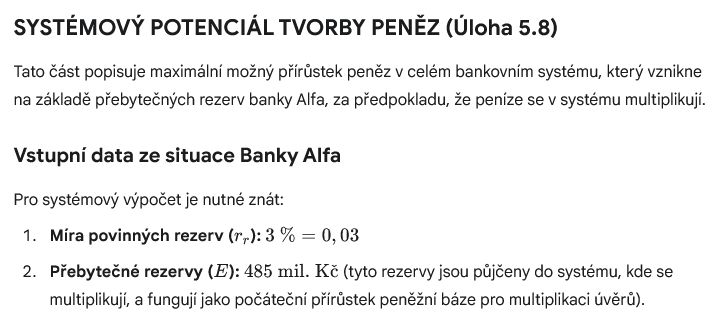 SYSTÉMOVÝ POTENCIÁL TVORBY PENĚZ (Úloha 5.8)
Tato část popisuje maximální možný přírůstek peněz v celém bankovním systému, který vznikne
na základě přebytečných rezerv banky Alfa, za předpokladu, že peníze se v systému multiplikují.
Vstupní data ze situace Banky Alfa
Pro systémový výpočet je nutné znát:
1. Míra povinných rezerv (r_r): 3 % = 0,03
2. Přebytečné rezervy (E): 485 mil. Kč (tyto rezervy jsou půjčeny do systému, kde se
multiplikují, a fungují jako počáteční přírůstek peněžní báze pro multiplikaci úvěrů).